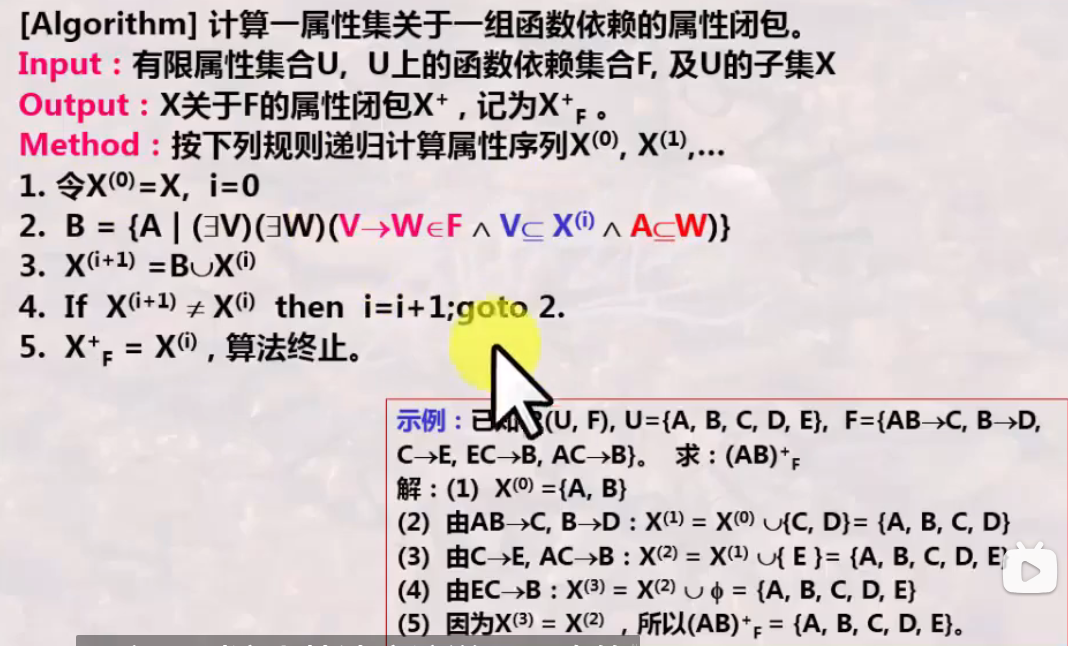 [Algorithm] 计算一属性集关于一组函数依赖的属性闭包。
Input：有限属性集合U, U上的函数依赖集合F, 及U的子集X
Output：X关于F的属性闭包X⁺，记为X⁺F。
Method：按下列规则递归计算属性序列X⁽⁰⁾, X⁽¹⁾,...
1. 令X⁽⁰⁾=X, i=0
2. B = {A | (∃V)(∃W)(V→W∈F ∧ V⊆ X⁽ⁱ⁾ ∧ A⊆W)}
3. X⁽ⁱ⁺¹⁾ =B∪X⁽ⁱ⁾
4. If X⁽ⁱ⁺¹⁾ ≠ X⁽ⁱ⁾ then i=i+1;goto 2.
5. X⁺F = X⁽ⁱ⁾，算法终止。
示例：已知(U, F), U={A, B, C, D, E}, F={AB→C, B→D,
C→E, EC→B, AC→B}。 求：(AB)⁺F
解：(1) X⁽⁰⁾ ={A, B}
(2) 由AB→C, B→D：X⁽¹⁾ = X⁽⁰⁾ ∪{C, D}= {A, B, C, D}
(3) 由C→E, AC→B：X⁽²⁾ = X⁽¹⁾ ∪{ E }= {A, B, C, D, E}
(4) 由EC→B：X⁽³⁾ = X⁽²⁾ ∪ ϕ = {A, B, C, D, E}
(5) 因为X⁽³⁾ = X⁽²⁾ ，所以(AB)⁺F = {A, B, C, D, E}。